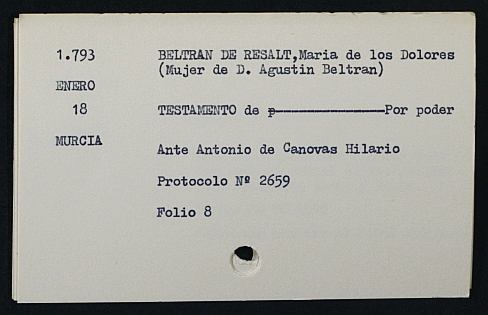 1.793 BELTRAN DE RESALT,Maria de los Dolores
(Mujer de D. Agustin Beltran)
ENERO
18 TESTAMENTO de p----------------Por poder
MURCIA
Ante Antonio de Canovas Hilario
Protocolo Nº 2659
Folio 8